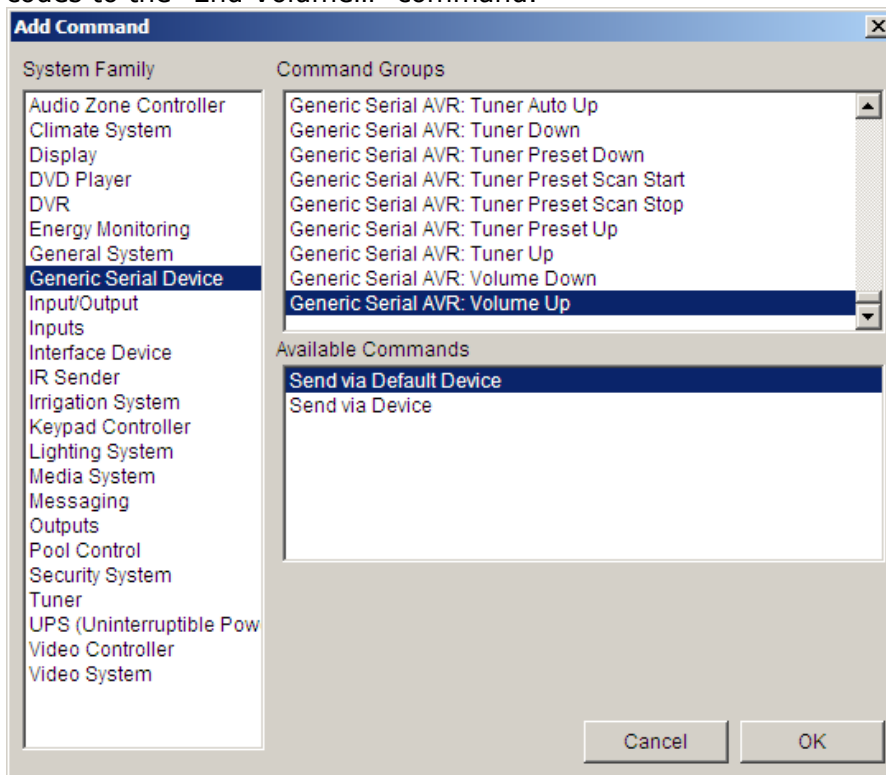 codes to the "End Volume..." command.
Add Command
System Family
Audio Zone Controller
Climate System
Display
DVD Player
DVR
Energy Monitoring
General System
Generic Serial Device
Input/Output
Inputs
Interface Device
IR Sender
Irrigation System
Keypad Controller
Lighting System
Media System
Messaging
Outputs
Pool Control
Security System
Tuner
UPS (Uninterruptible Pow
Video Controller
Video System
Command Groups
Generic Serial AVR: Tuner Auto Up
Generic Serial AVR: Tuner Down
Generic Serial AVR: Tuner Preset Down
Generic Serial AVR: Tuner Preset Scan Start
Generic Serial AVR: Tuner Preset Scan Stop
Generic Serial AVR: Tuner Preset Up
Generic Serial AVR: Tuner Up
Generic Serial AVR: Volume Down
Generic Serial AVR: Volume Up
Available Commands
Send via Default Device
Send via Device
Cancel
OK